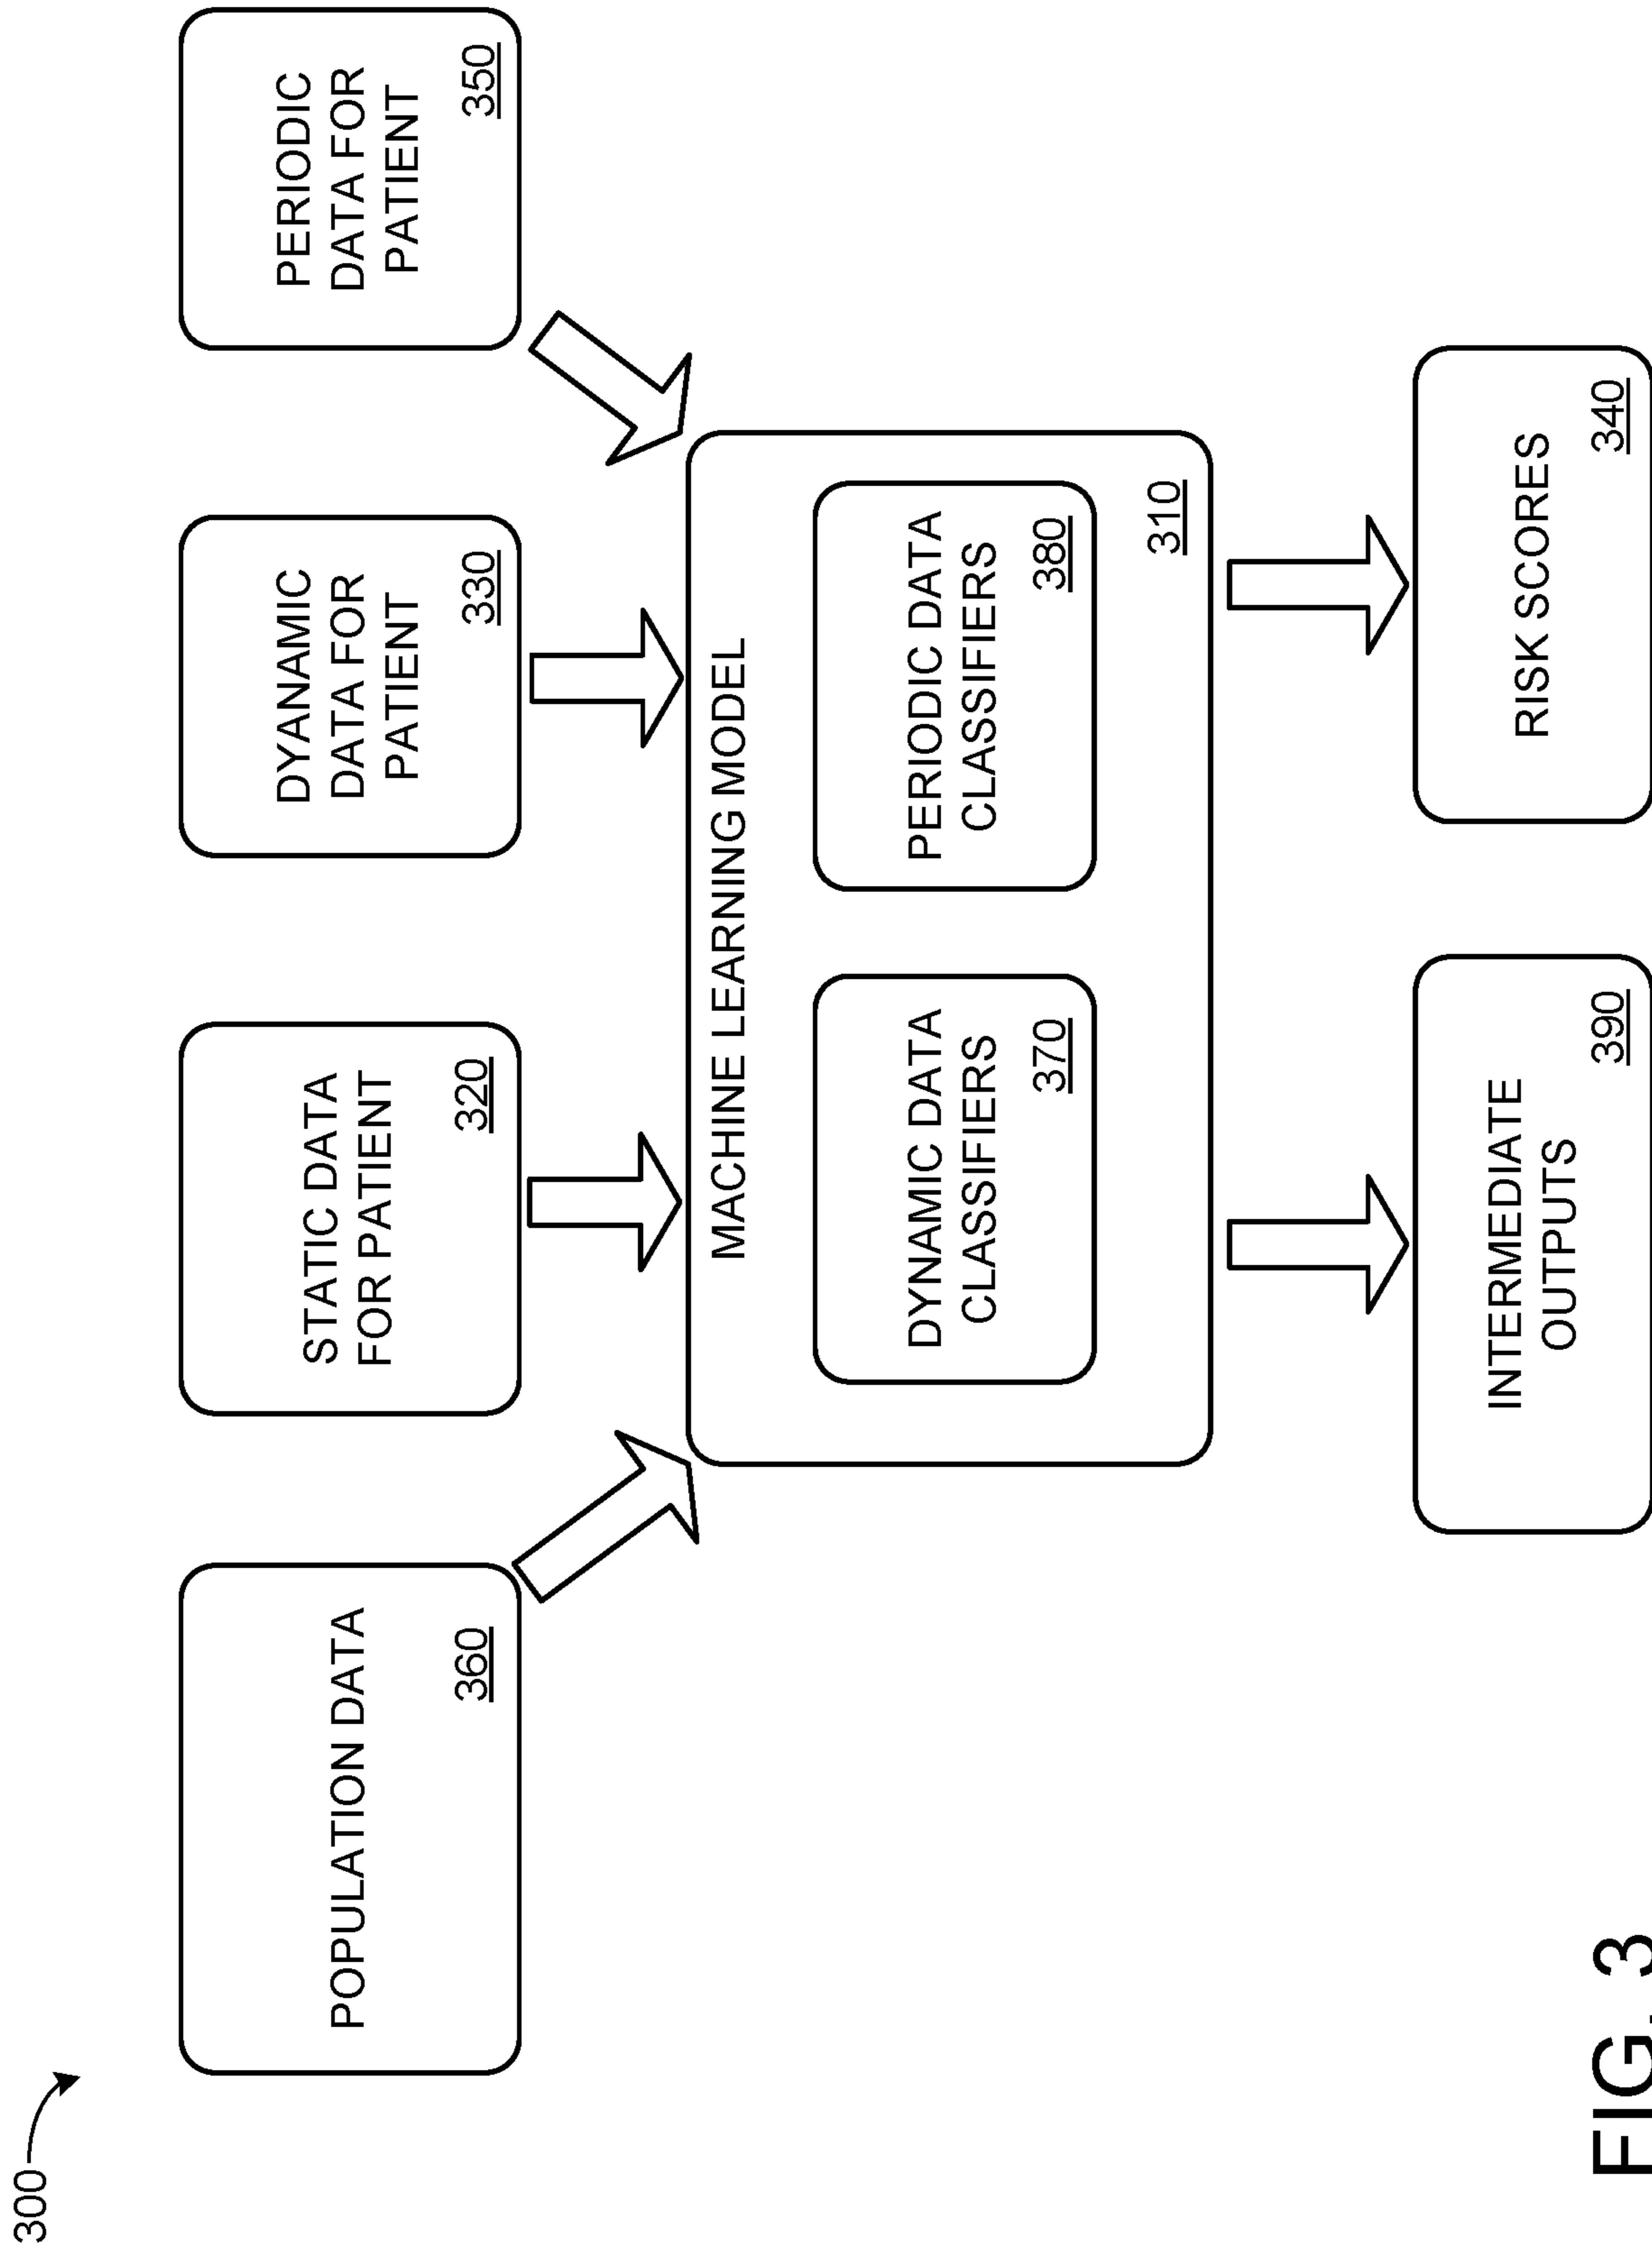 300
POPULATION DATA
360
STATIC DATA
FOR PATIENT
320
DYANAMIC
DATA FOR
PATIENT
330
PERIODIC
DATA FOR
PATIENT
350
MACHINE LEARNING MODEL
DYNAMIC DATA
CLASSIFIERS
370
PERIODIC DATA
CLASSIFIERS
380
310
INTERMEDIATE
OUTPUTS
390
RISK SCORES
340
FIG. 3